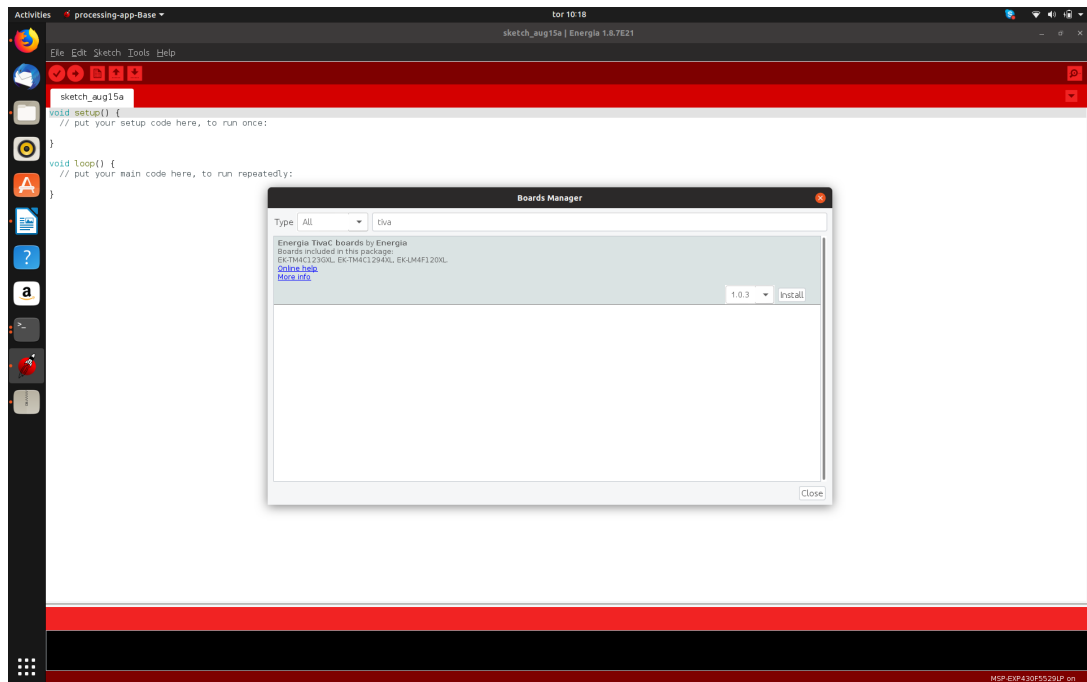 Activities processing-app-Base tor 10:18
sketch_aug15a | Energia 1.8.7E21
File Edit Sketch Tools Help
sketch_aug15a
void setup() {
// put your setup code here, to run once:
}
void loop() {
// put your main code here, to run repeatedly:
}
Boards Manager
Type All tiva
Energia TivaC boards by Energia
Boards included in this package:
EK-TM4C123GXL, EK-TM4C1294XL, EK-LM4F120XL.
Online help
More info
1.0.3 Install
Close
MSP-EXP430F5529LP on